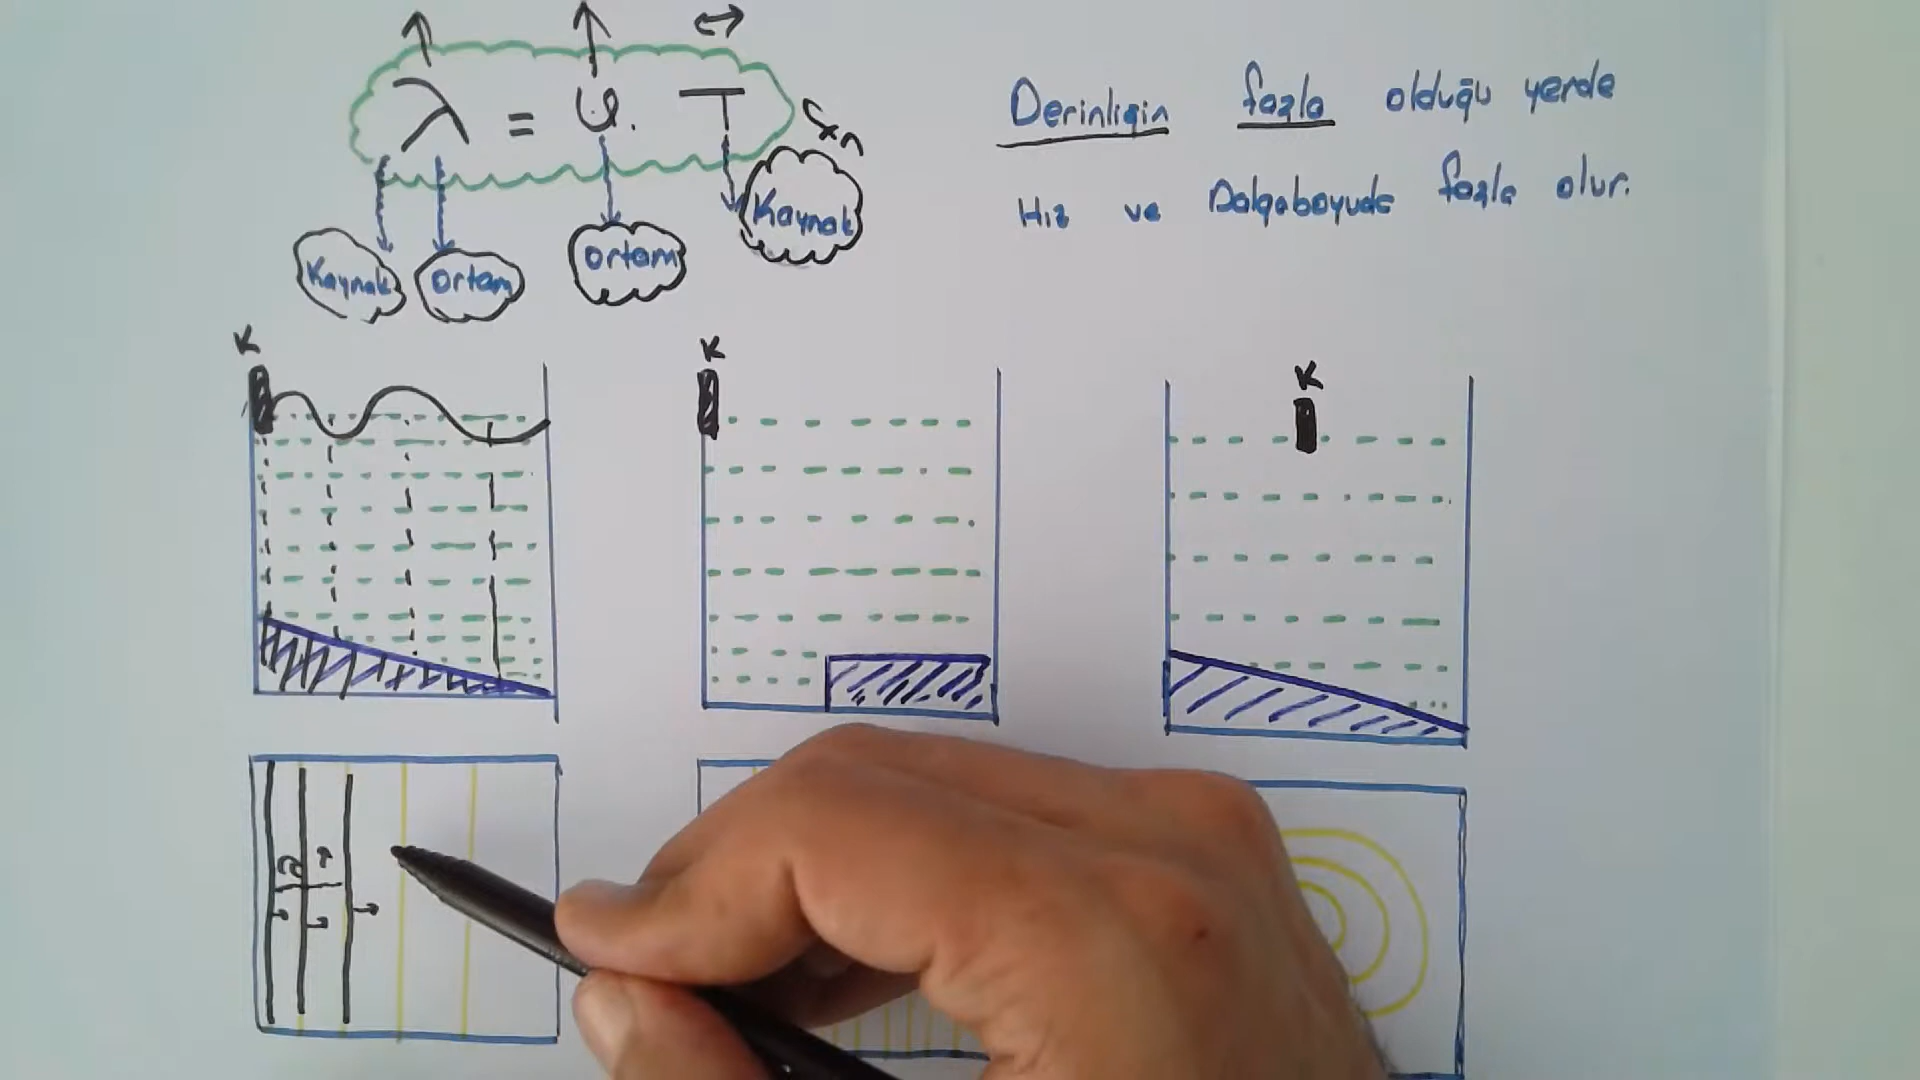 λ = υ. T
Derinliğin fazla olduğu yerde
Hız ve Dalgaboyuda fazla olur.
Kaynak
Kaynak Ortam Ortam
K K K